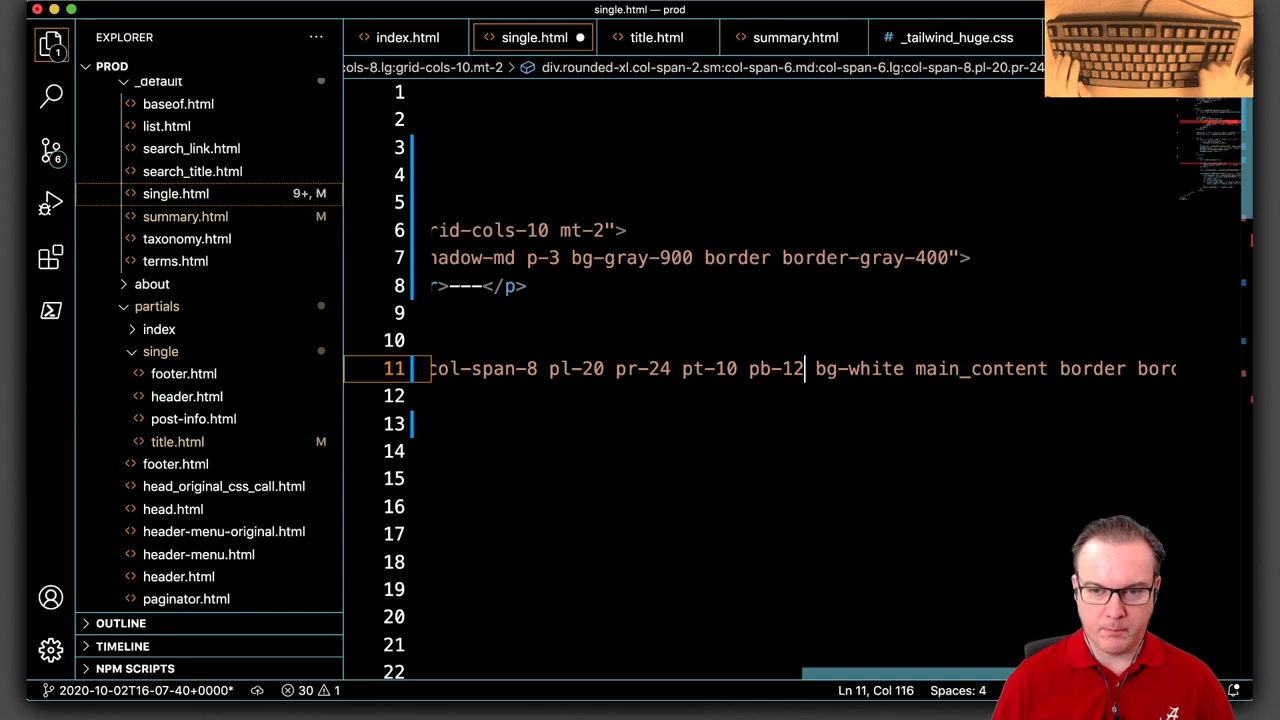 single.html — prod
EXPLORER
index.html
single.html
title.html
summary.html
# _tailwind_huge.css
cols-8.lg:grid-cols-10.mt-2
div.rounded-xl.col-span-2.sm:col-span-6.md:col-span-6.lg:col-span-8.pl-20.pr-24
PROD
_default
baseof.html
list.html
search_link.html
search_title.html
single.html 9+, M
summary.html M
taxonomy.html
terms.html
about
partials
index
single
footer.html
header.html
post-info.html
title.html M
footer.html
head_original_css_call.html
head.html
header-menu-original.html
header-menu.html
header.html
paginator.html
OUTLINE
TIMELINE
NPM SCRIPTS
1
2
3
4
5
6 rid-cols-10 mt-2">
7 hadow-md p-3 bg-gray-900 border border-gray-400">
8 r>---</p>
9
10
11 col-span-8 pl-20 pr-24 pt-10 pb-12 bg-white main_content border bord
12
13
14
15
16
17
18
19
20
21
22
1
6
2020-10-02T16-07-40+0000*
30
1
Ln 11, Col 116
Spaces: 4
A